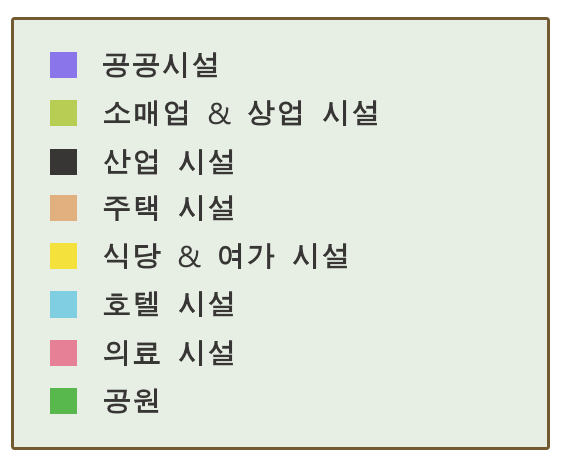 공공시설
소매업 & 상업 시설
산업 시설
주택 시설
식당 & 여가 시설
호텔 시설
의료 시설
공원